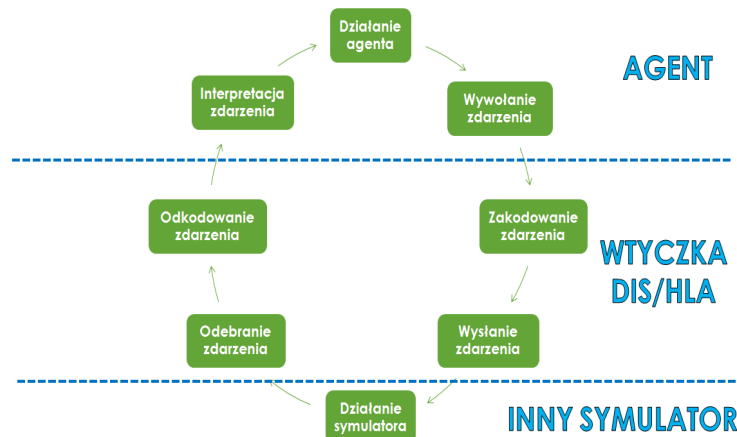 Działanie
agenta
AGENT
Interpretacja
zdarzenia
Wywołanie
zdarzenia
Odkodowanie
zdarzenia
Zakodowanie
zdarzenia
WTYCZKA
DIS/HLA
Odebranie
zdarzenia
Wysłanie
zdarzenia
Działanie
symulatora
INNY SYMULATOR